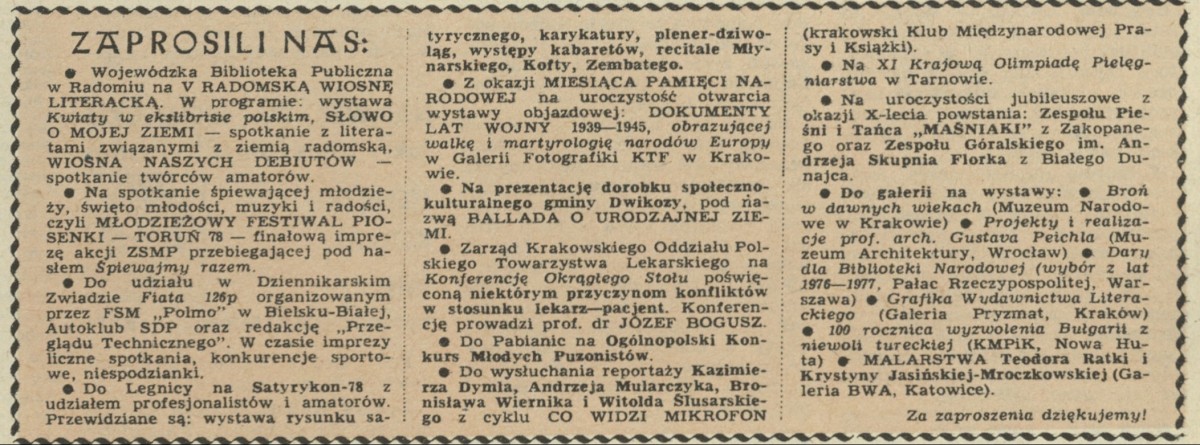 ZAPROSILI NAS:
● Wojewódzka Biblioteka Publiczna
w Radomiu na V RADOMSKĄ WIOSNĘ
LITERACKĄ. W programie: wystawa
Kwiaty w ekslibrisie polskim, SŁOWO
O MOJEJ ZIEMI — spotkanie z litera-
tami związanymi z ziemią radomską,
WIOSNA NASZYCH DEBIUTÓW —
spotkanie twórców amatorów.
● Na spotkanie śpiewającej młodzie-
ży, święto młodości, muzyki i radości,
czyli MŁODZIEŻOWY FESTIWAL PIO-
SENKI — TORUŃ 78 — finałową impre-
zę akcji ZSMP przebiegającej pod ha-
słem Śpiewajmy razem.
● Do udziału w Dziennikarskim
Zwiadzie Fiata 126p organizowanym
przez FSM „Polmo" w Bielsku-Białej,
Autoklub SDP oraz redakcję „Prze-
glądu Technicznego". W czasie imprezy
liczne spotkania, konkurencje sporto-
we, niespodzianki.
● Do Legnicy na Satyrykon-78 z
udziałem profesjonalistów i amatorów.
Przewidziane są: wystawa rysunku sa-
tyrycznego, karykatury, plener-dziwo-
ląg, występy kabaretów, recitale Mły-
narskiego, Kofty, Zembatego.
● Z okazji MIESIĄCA PAMIĘCI NA-
RODOWEJ na uroczystość otwarcia
wystawy objazdowej: DOKUMENTY
LAT WOJNY 1939—1945, obrazującej
walkę i martyrologię narodów Europy
w Galerii Fotografiki KTF w Krako-
wie.
● Na prezentację dorobku społeczno-
kulturalnego gminy Dwikozy, pod na-
zwą BALLADA O URODZAJNEJ ZIE-
MI.
● Zarząd Krakowskiego Oddziału Pol-
skiego Towarzystwa Lekarskiego na
Konferencję Okrągłego Stołu poświę-
coną niektórym przyczynom konfliktów
w stosunku lekarz—pacjent. Konferen-
cję prowadzi prof. dr JÓZEF BOGUSZ.
● Do Pabianic na Ogólnopolski Kon-
kurs Młodych Puzonistów.
● Do wysłuchania reportaży Kazimie-
rza Dymla, Andrzeja Mularczyka, Bro-
nisława Wiernika i Witolda Ślusarskie-
go z cyklu CO WIDZI MIKROFON
(krakowski Klub Międzynarodowej Pra-
sy i Książki).
● Na XI Krajową Olimpiadę Pielęg-
niarstwa w Tarnowie.
● Na uroczystości jubileuszowe z
okazji X-lecia powstania: Zespołu Pie-
śni i Tańca „MAŚNIAKI" z Zakopane-
go oraz Zespołu Góralskiego im. An-
drzeja Skupnia Florka z Białego Du-
najca.
● Do galerii na wystawy: ● Broń
w dawnych wiekach (Muzeum Narodo-
we w Krakowie) ● Projekty i realiza-
cje prof. arch. Gustava Peichla (Mu-
zeum Architektury, Wrocław) ● Dary
dla Biblioteki Narodowej (wybór z lat
1976—1977, Pałac Rzeczypospolitej, War-
szawa) ● Grafika Wydawnictwa Litera-
ckiego (Galeria Pryzmat, Kraków)
● 100 rocznica wyzwolenia Bułgarii z
niewoli tureckiej (KMPiK, Nowa Hu-
ta) ● MALARSTWA Teodora Ratki i
Krystyny Jasińskiej-Mroczkowskiej (Ga-
leria BWA, Katowice).
Za zaproszenia dziękujemy!